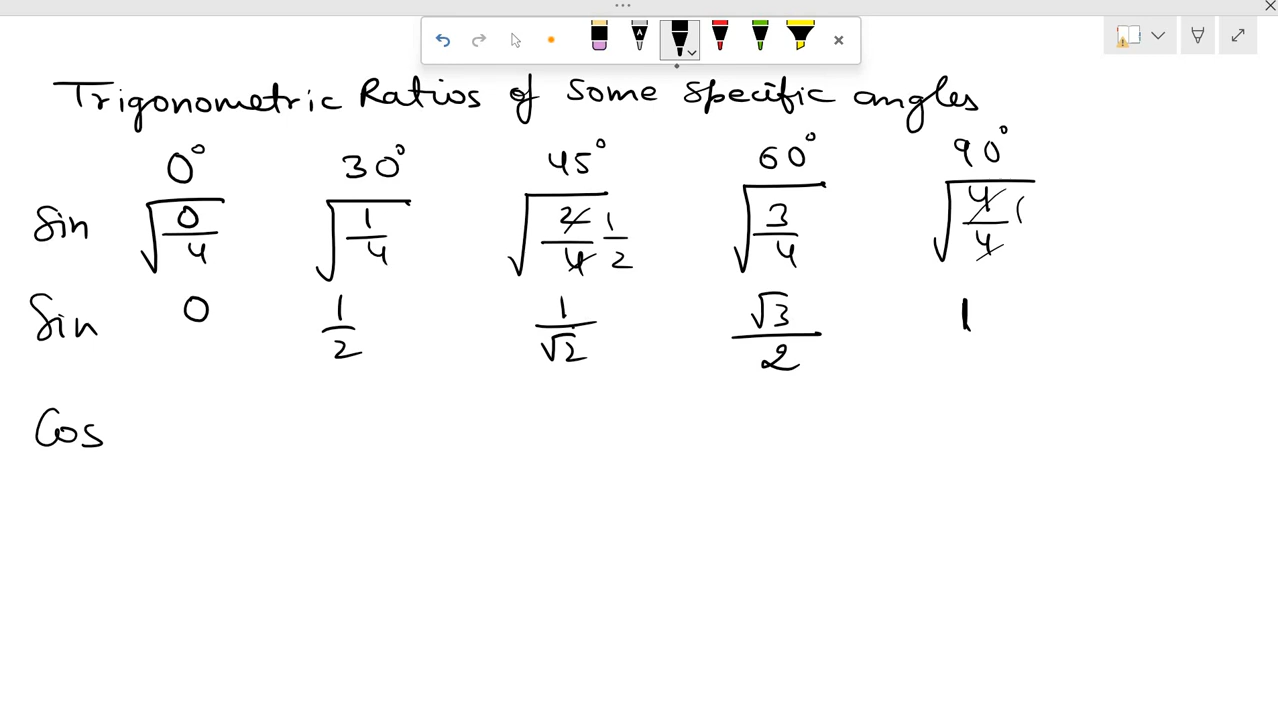 Trigonometric Ratios of Some Specific angles
0° 30° 45° 60° 90°
Sin √(0/4) √(1/4) √(2/4) 1/2 √(3/4) √(4/4) 1
Sin 0 1/2 1/√2 √3/2 1
Cos